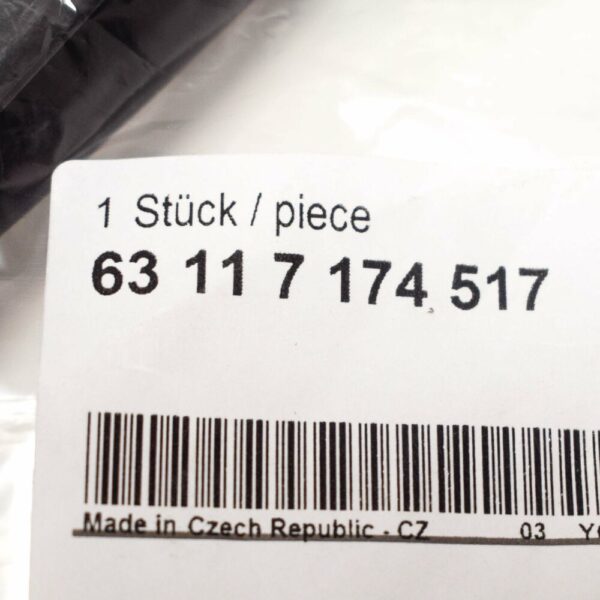 1 Stück / piece
63 11 7 174 517
Made in Czech Republic - CZ 03